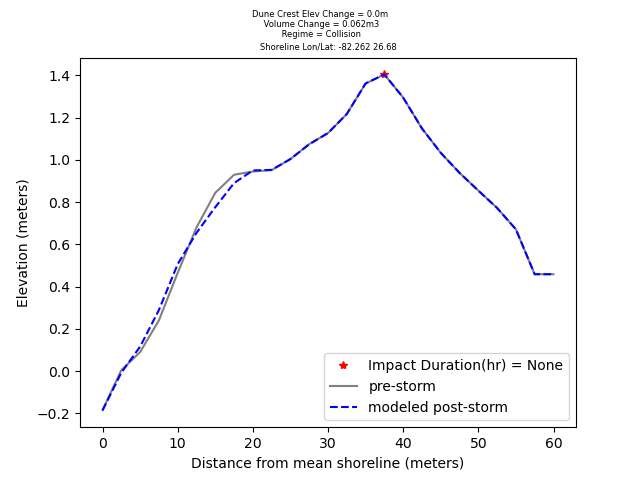 Dune Crest Elev Change = 0.0m
Volume Change = 0.062m3
Regime = Collision
Shoreline Lon/Lat: -82.262 26.68
1.4
1.2
1.0
0.8
0.6
0.4
0.2
0.0
−0.2
Elevation (meters)
Impact Duration(hr) = None
pre-storm
modeled post-storm
0 10 20 30 40 50 60
Distance from mean shoreline (meters)